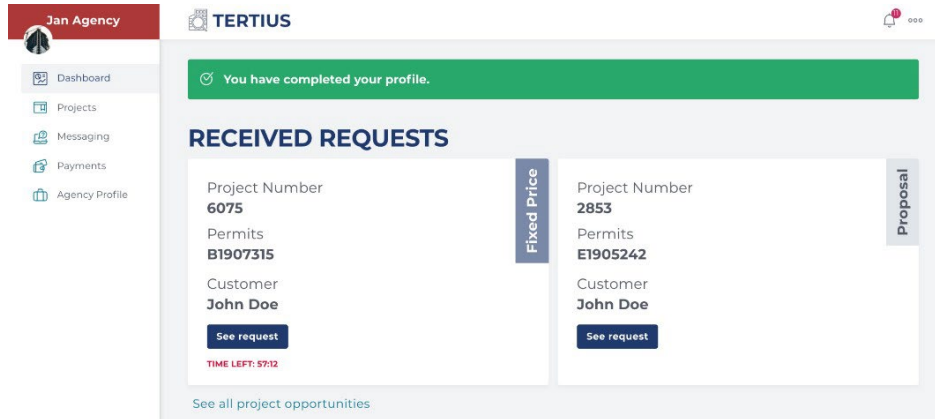 Jan Agency
TERTIUS
11
Dashboard
Projects
Messaging
Payments
Agency Profile
You have completed your profile.
RECEIVED REQUESTS
Project Number
6075
Permits
B1907315
Customer
John Doe
See request
TIME LEFT: 57:12
Fixed Price
Project Number
2853
Permits
E1905242
Customer
John Doe
See request
Proposal
See all project opportunities